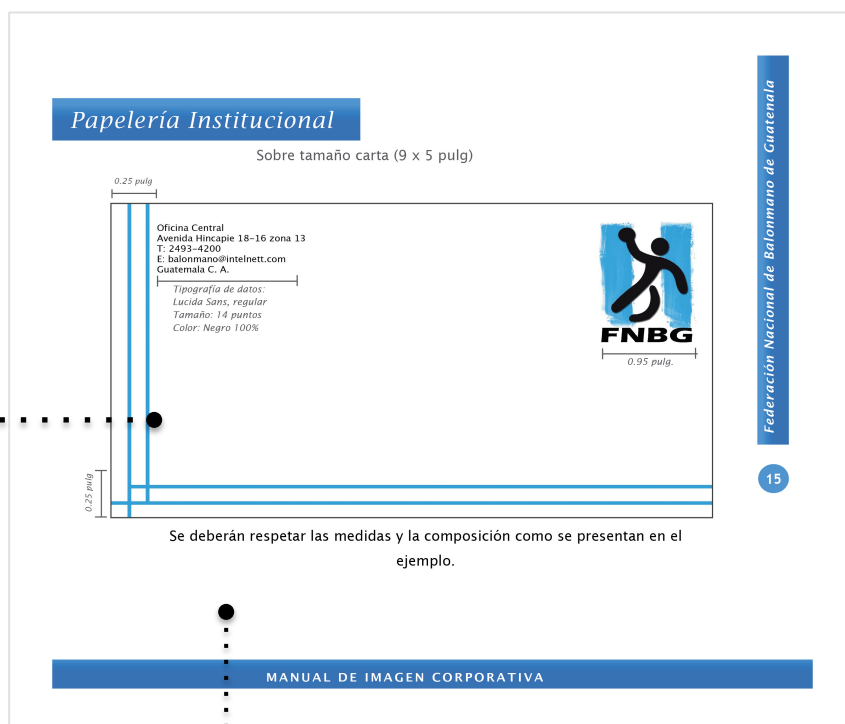 Papelería Institucional
Sobre tamaño carta (9 x 5 pulg)
0.25 pulg
Oficina Central
Avenida Hincapie 18-16 zona 13
T: 2493-4200
E: balonmano@intelnett.com
Guatemala C. A.
Tipografía de datos:
Lucida Sans, regular
Tamaño: 14 puntos
Color: Negro 100%
FNBG
0.95 pulg.
0.25 pulg
Se deberán respetar las medidas y la composición como se presentan en el
ejemplo.
Federación Nacional de Balonmano de Guatenala
15
MANUAL DE IMAGEN CORPORATIVA